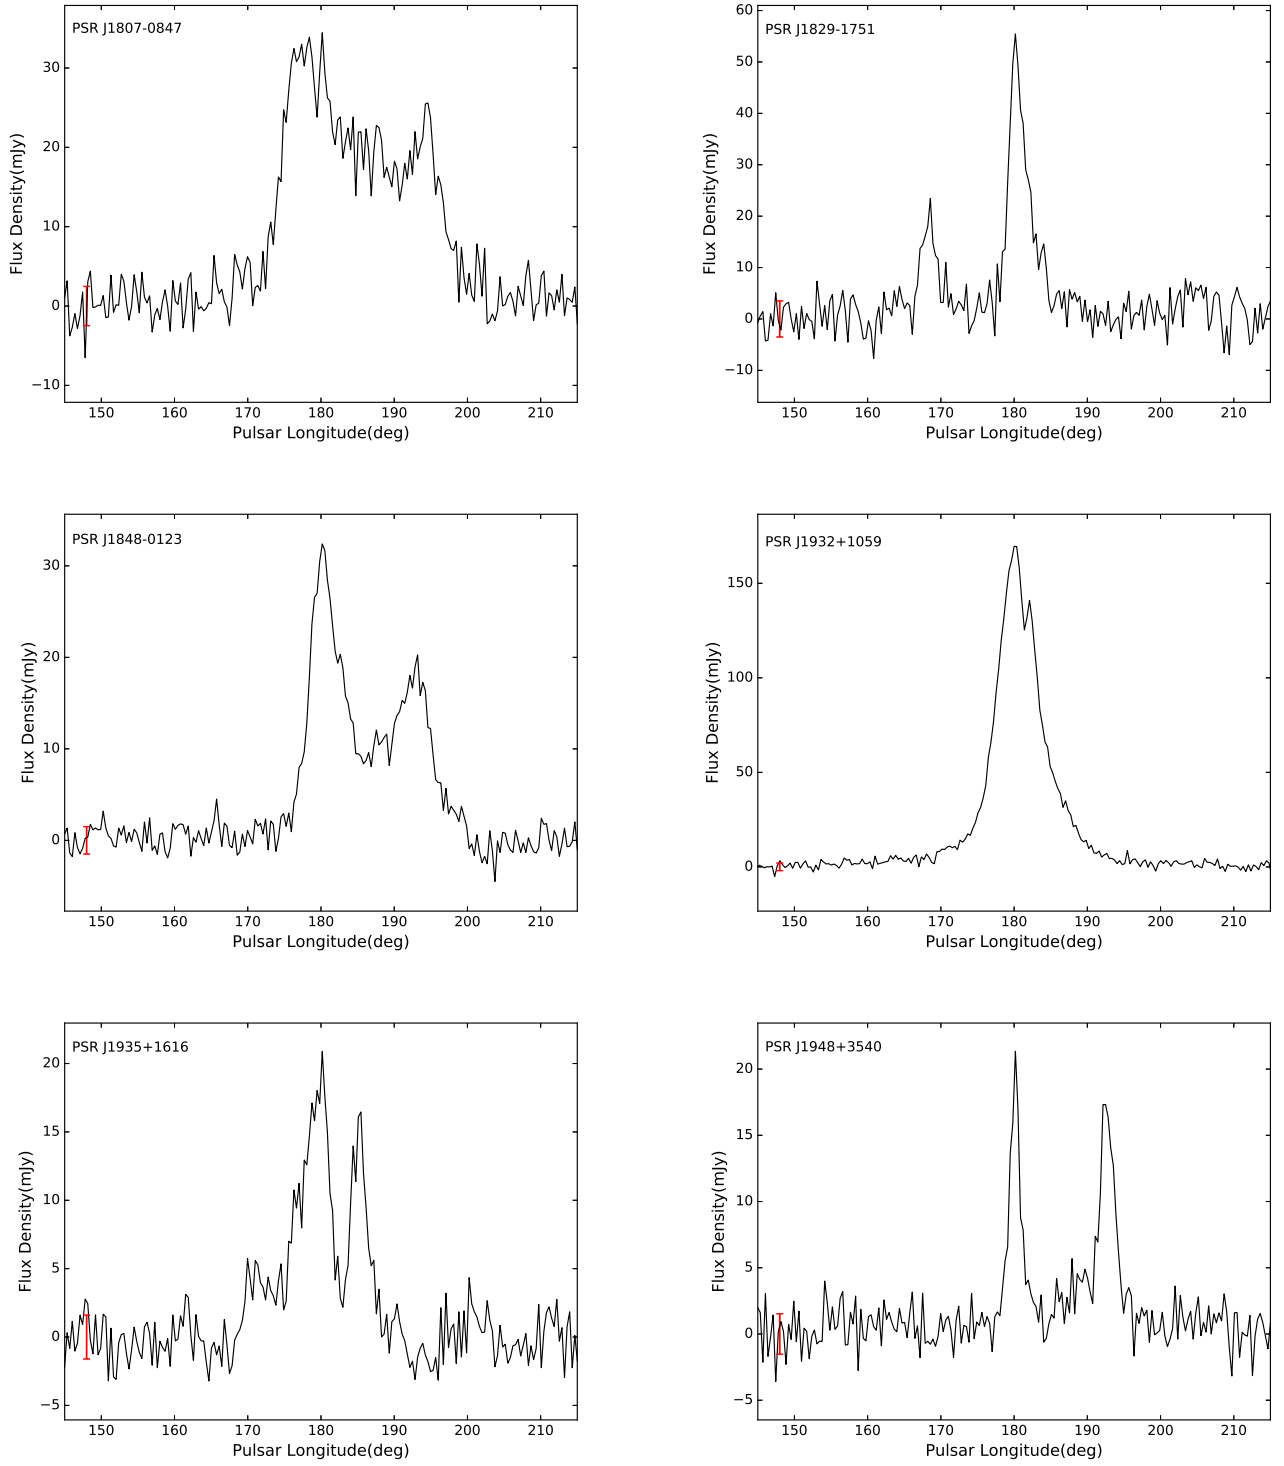 PSR J1807-0847
Flux Density(mJy)
30
20
10
0
−10
150 160 170 180 190 200 210
Pulsar Longitude(deg)
PSR J1829-1751
Flux Density(mJy)
60
50
40
30
20
10
0
−10
150 160 170 180 190 200 210
Pulsar Longitude(deg)
PSR J1848-0123
Flux Density(mJy)
30
20
10
0
150 160 170 180 190 200 210
Pulsar Longitude(deg)
PSR J1932+1059
Flux Density(mJy)
150
100
50
0
150 160 170 180 190 200 210
Pulsar Longitude(deg)
PSR J1935+1616
Flux Density(mJy)
20
15
10
5
0
−5
150 160 170 180 190 200 210
Pulsar Longitude(deg)
PSR J1948+3540
Flux Density(mJy)
20
15
10
5
0
−5
150 160 170 180 190 200 210
Pulsar Longitude(deg)